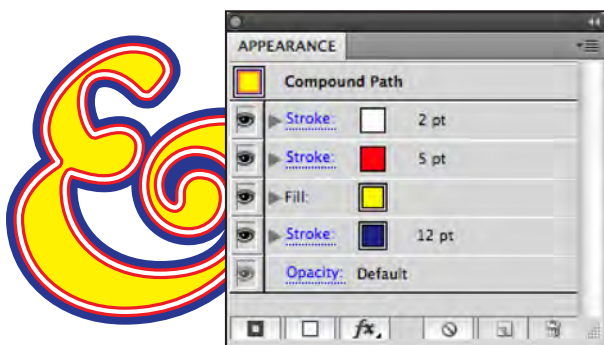 APPEARANCE
Compound Path
Stroke: 2 pt
Stroke: 5 pt
Fill:
Stroke: 12 pt
Opacity: Default
fx
&